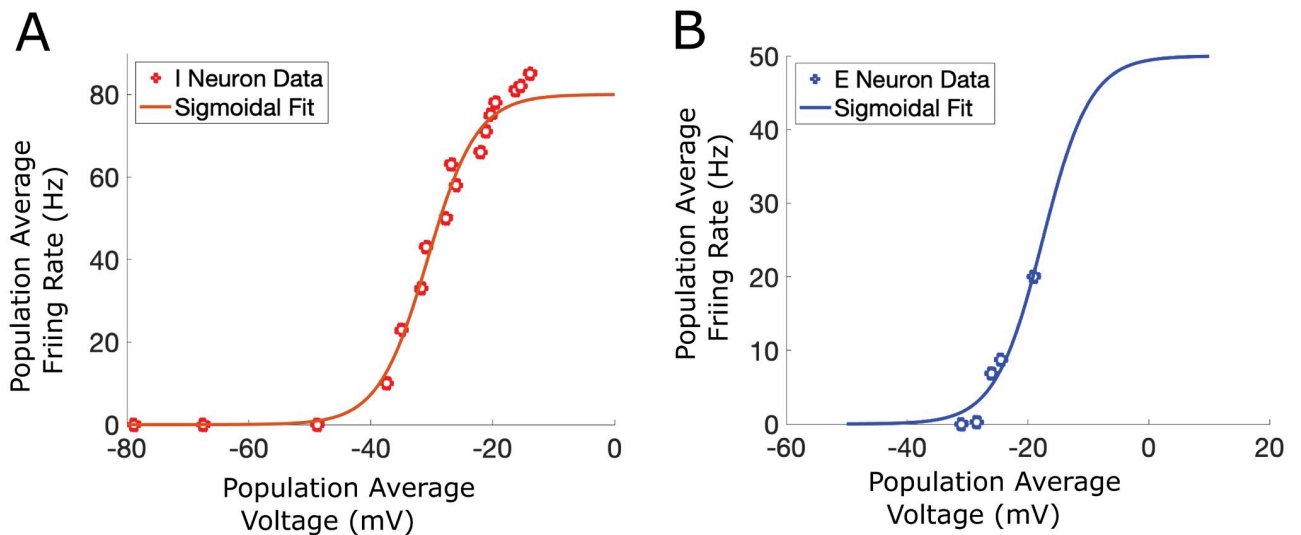 A
I Neuron Data
Sigmoidal Fit
Population Average
Friing Rate (Hz)
80
60
40
20
0
-80
-60
-40
-20
0
Population Average
Voltage (mV)
B
E Neuron Data
Sigmoidal Fit
Population Average
Friing Rate (Hz)
50
40
30
20
10
0
-60
-40
-20
0
20
Population Average
Voltage (mV)